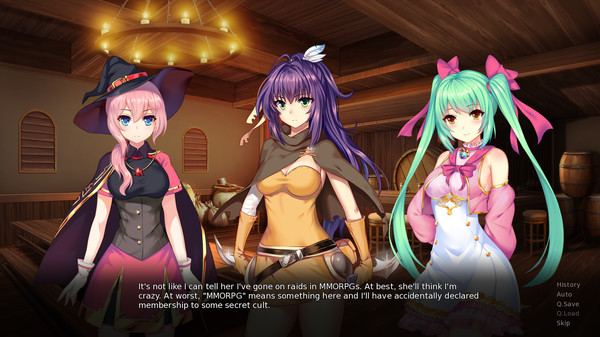 It's not like I can tell her I've gone on raids in MMORPGs. At best, she'll think I'm
crazy. At worst, "MMORPG" means something here and I'll have accidentally declared
membership to some secret cult.
History
Auto
Q.Save
Q.Load
Skip